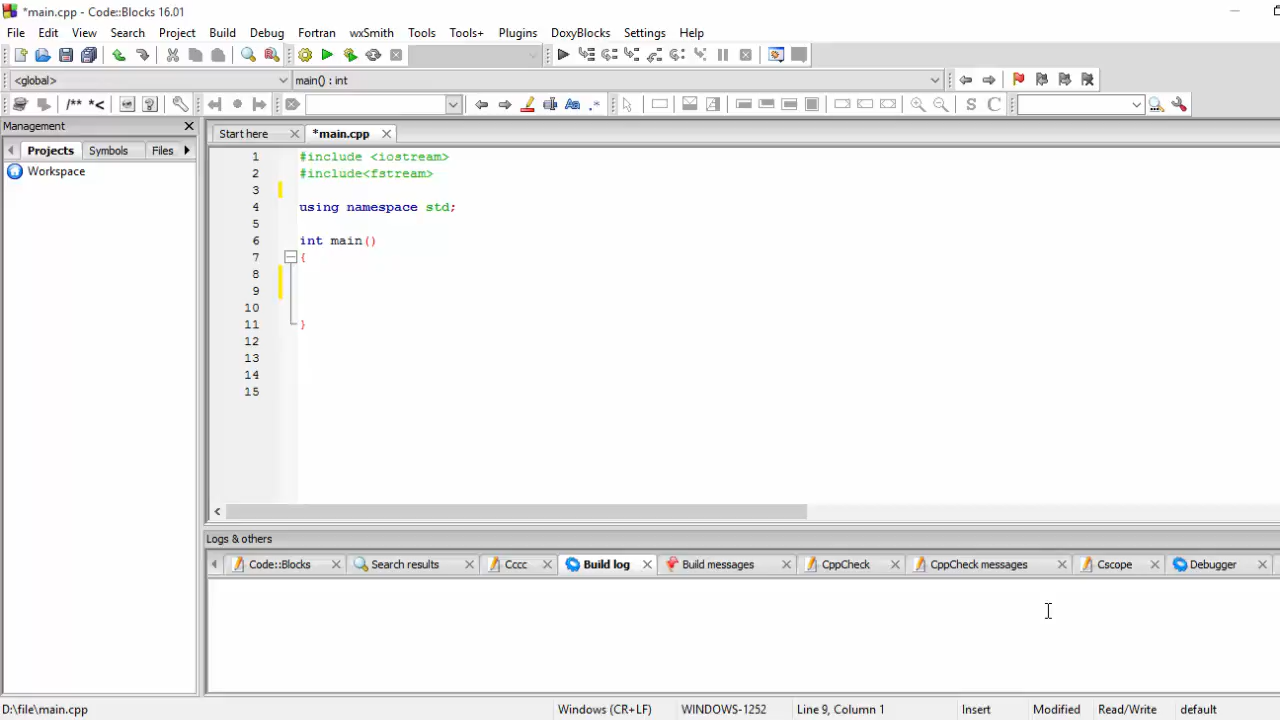 *main.cpp - Code::Blocks 16.01
File Edit View Search Project Build Debug Fortran wxSmith Tools Tools+ Plugins DoxyBlocks Settings Help
<global> main() : int
/** *< Aa .* S C
Management
Projects Symbols Files
Workspace
Start here *main.cpp
1 #include <iostream>
2 #include<fstream>
3
4 using namespace std;
5
6 int main()
7 {
8
9
10
11 }
12
13
14
15
Logs & others
Code::Blocks Search results Cccc Build log Build messages CppCheck CppCheck messages Cscope Debugger
D:\file\main.cpp Windows (CR+LF) WINDOWS-1252 Line 9, Column 1 Insert Modified Read/Write default